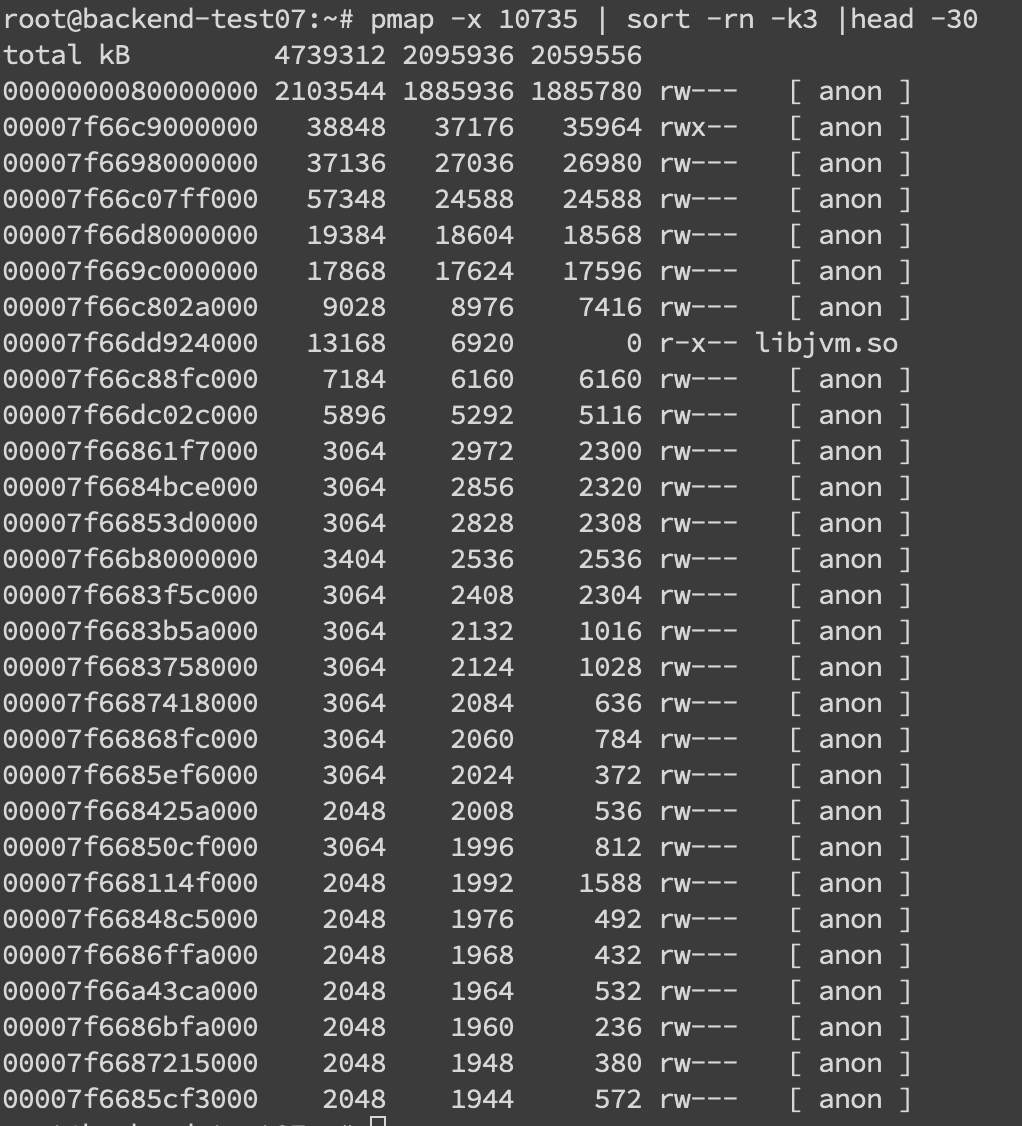 root@backend-test07:~# pmap -x 10735 | sort -rn -k3 |head -30
total kB         4739312 2095936 2059556
0000000080000000 2103544 1885936 1885780 rw---   [ anon ]
00007f66c9000000   38848   37176   35964 rwx--   [ anon ]
00007f6698000000   37136   27036   26980 rw---   [ anon ]
00007f66c07ff000   57348   24588   24588 rw---   [ anon ]
00007f66d8000000   19384   18604   18568 rw---   [ anon ]
00007f669c000000   17868   17624   17596 rw---   [ anon ]
00007f66c802a000    9028    8976    7416 rw---   [ anon ]
00007f66dd924000   13168    6920       0 r-x-- libjvm.so
00007f66c88fc000    7184    6160    6160 rw---   [ anon ]
00007f66dc02c000    5896    5292    5116 rw---   [ anon ]
00007f66861f7000    3064    2972    2300 rw---   [ anon ]
00007f6684bce000    3064    2856    2320 rw---   [ anon ]
00007f66853d0000    3064    2828    2308 rw---   [ anon ]
00007f66b8000000    3404    2536    2536 rw---   [ anon ]
00007f6683f5c000    3064    2408    2304 rw---   [ anon ]
00007f6683b5a000    3064    2132    1016 rw---   [ anon ]
00007f6683758000    3064    2124    1028 rw---   [ anon ]
00007f6687418000    3064    2084     636 rw---   [ anon ]
00007f66868fc000    3064    2060     784 rw---   [ anon ]
00007f6685ef6000    3064    2024     372 rw---   [ anon ]
00007f668425a000    2048    2008     536 rw---   [ anon ]
00007f66850cf000    3064    1996     812 rw---   [ anon ]
00007f668114f000    2048    1992    1588 rw---   [ anon ]
00007f66848c5000    2048    1976     492 rw---   [ anon ]
00007f6686ffa000    2048    1968     432 rw---   [ anon ]
00007f66a43ca000    2048    1964     532 rw---   [ anon ]
00007f6686bfa000    2048    1960     236 rw---   [ anon ]
00007f6687215000    2048    1948     380 rw---   [ anon ]
00007f6685cf3000    2048    1944     572 rw---   [ anon ]